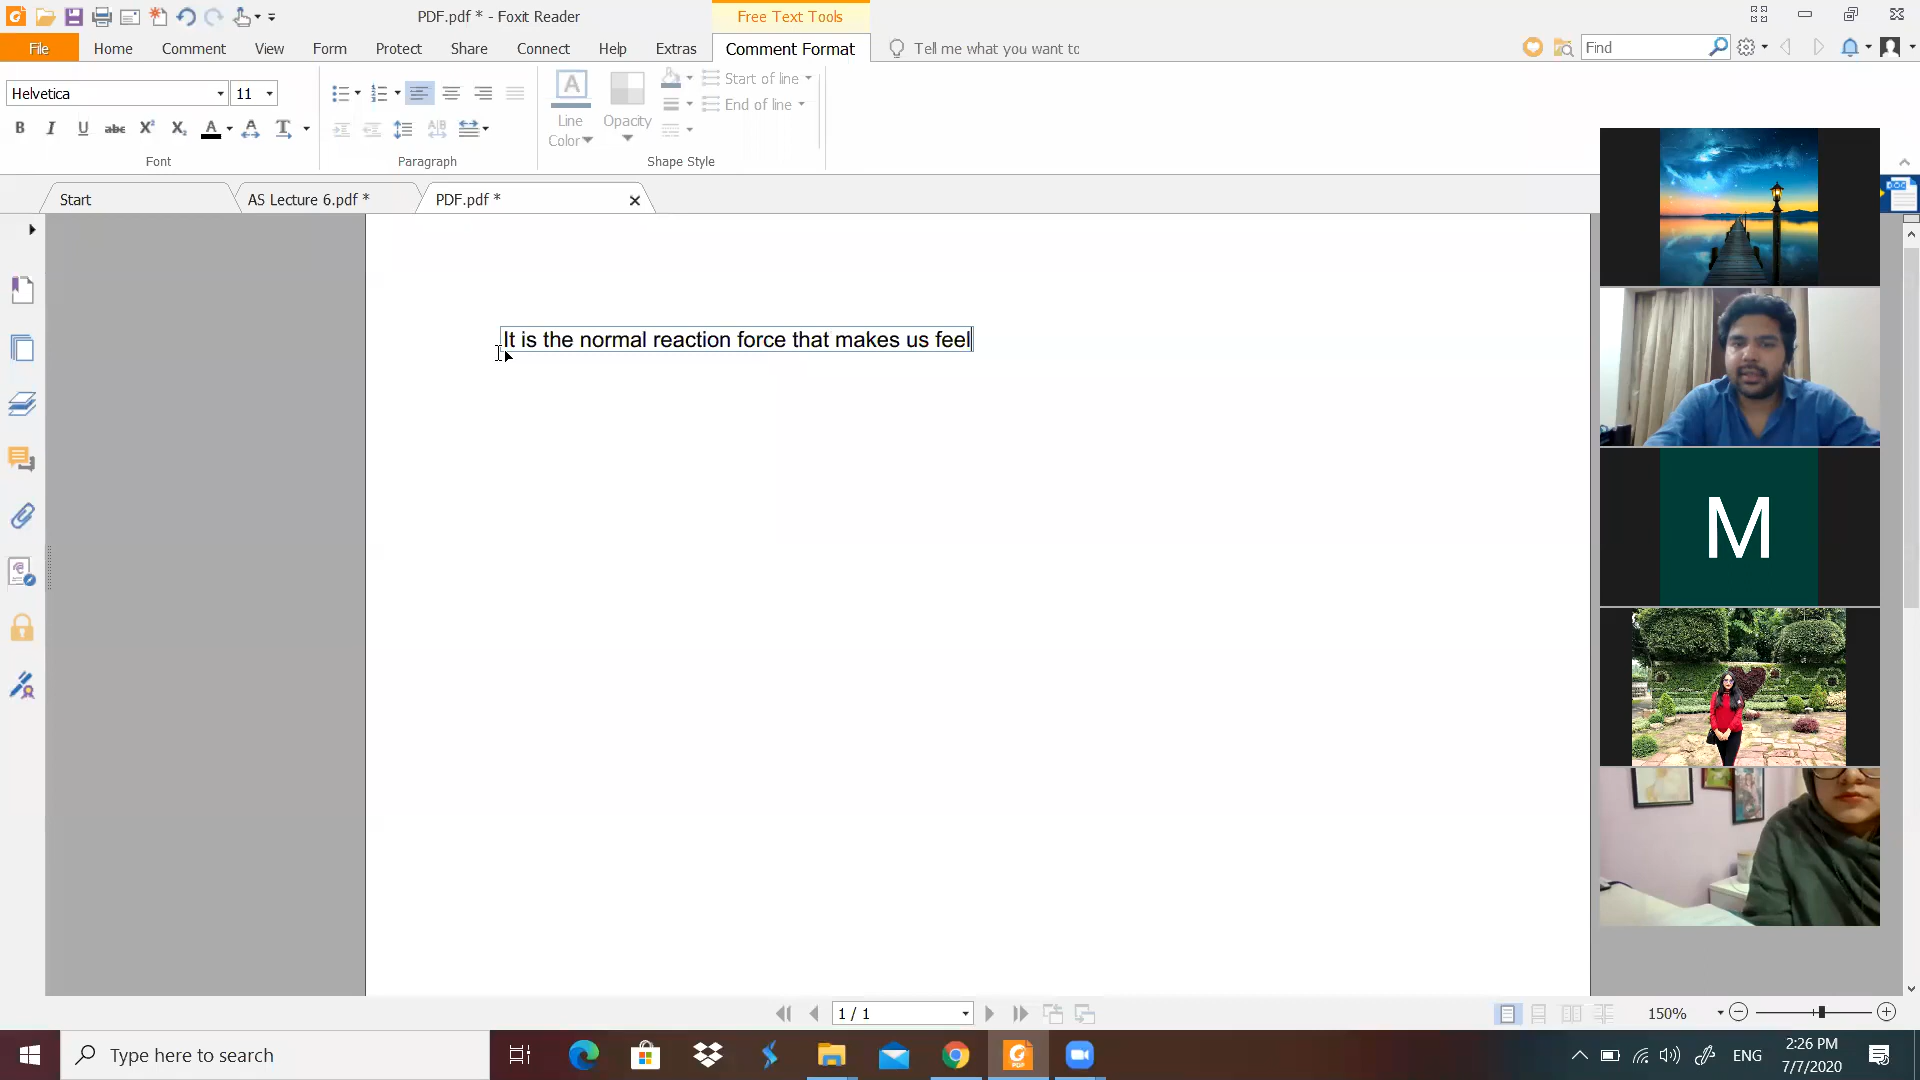 PDF.pdf * - Foxit Reader
Free Text Tools
File
Home
Comment
View
Form
Protect
Share
Connect
Help
Extras
Comment Format
Tell me what you want to
Find
Helvetica
11
B
I
U
abc
X²
X₂
A
A
T
Font
Paragraph
A
Line
Color
Opacity
Start of line
End of line
Shape Style
Start
AS Lecture 6.pdf *
PDF.pdf *
It is the normal reaction force that makes us feel
M
1 / 1
150%
Type here to search
ENG
2:26 PM
7/7/2020